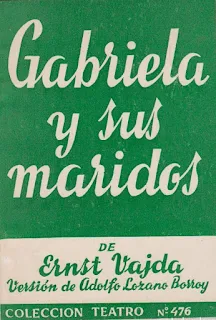 Gabriela
y sus
maridos
DE
Ernst Vajda
Versión de Adolfo Lozano Borroy
COLECCION TEATRO Nº 476